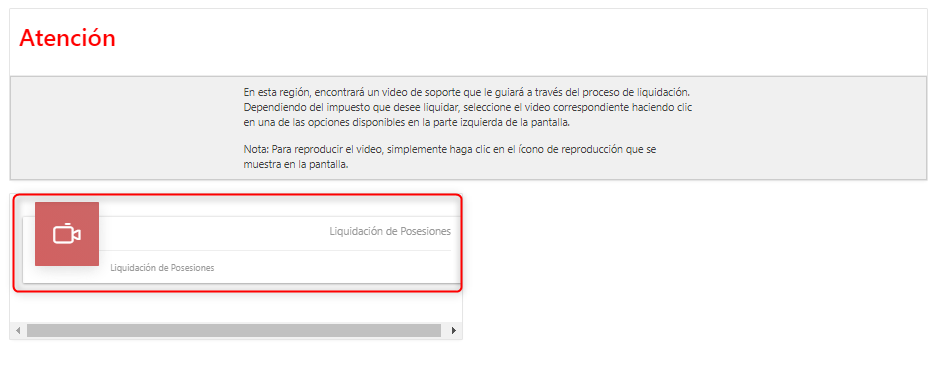 Atención
En esta región, encontrará un video de soporte que le guiará a través del proceso de liquidación.
Dependiendo del impuesto que desee liquidar, seleccione el video correspondiente haciendo clic
en una de las opciones disponibles en la parte izquierda de la pantalla.
Nota: Para reproducir el video, simplemente haga clic en el ícono de reproducción que se
muestra en la pantalla.
Liquidación de Posesiones
Liquidación de Posesiones